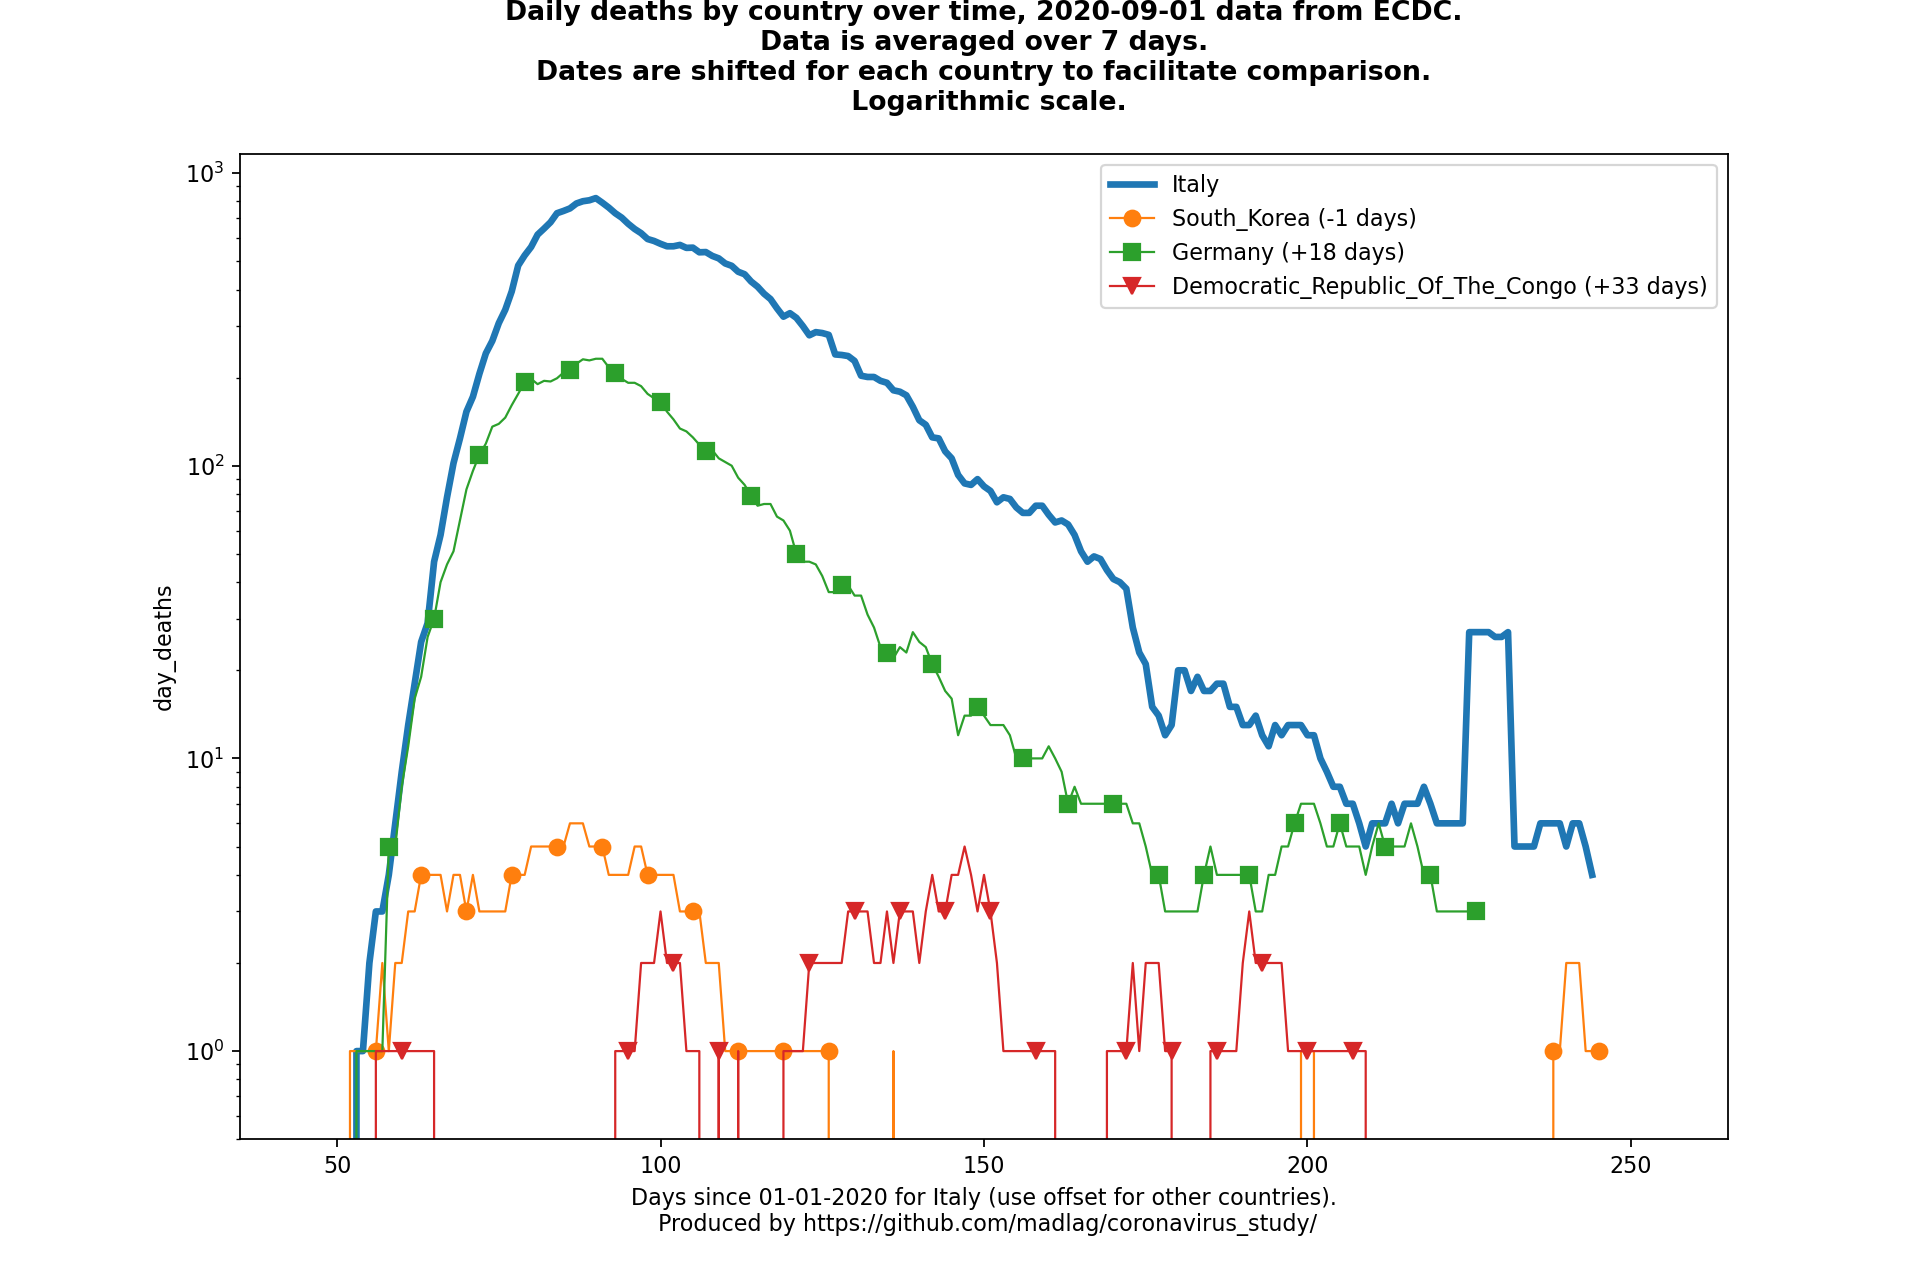 Daily deaths by country over time, 2020-09-01 data from ECDC.
Data is averaged over 7 days.
Dates are shifted for each country to facilitate comparison.
Logarithmic scale.
10³
10²
10¹
10⁰
day_deaths
Italy
South_Korea (-1 days)
Germany (+18 days)
Democratic_Republic_Of_The_Congo (+33 days)
50 100 150 200 250
Days since 01-01-2020 for Italy (use offset for other countries).
Produced by https://github.com/madlag/coronavirus_study/